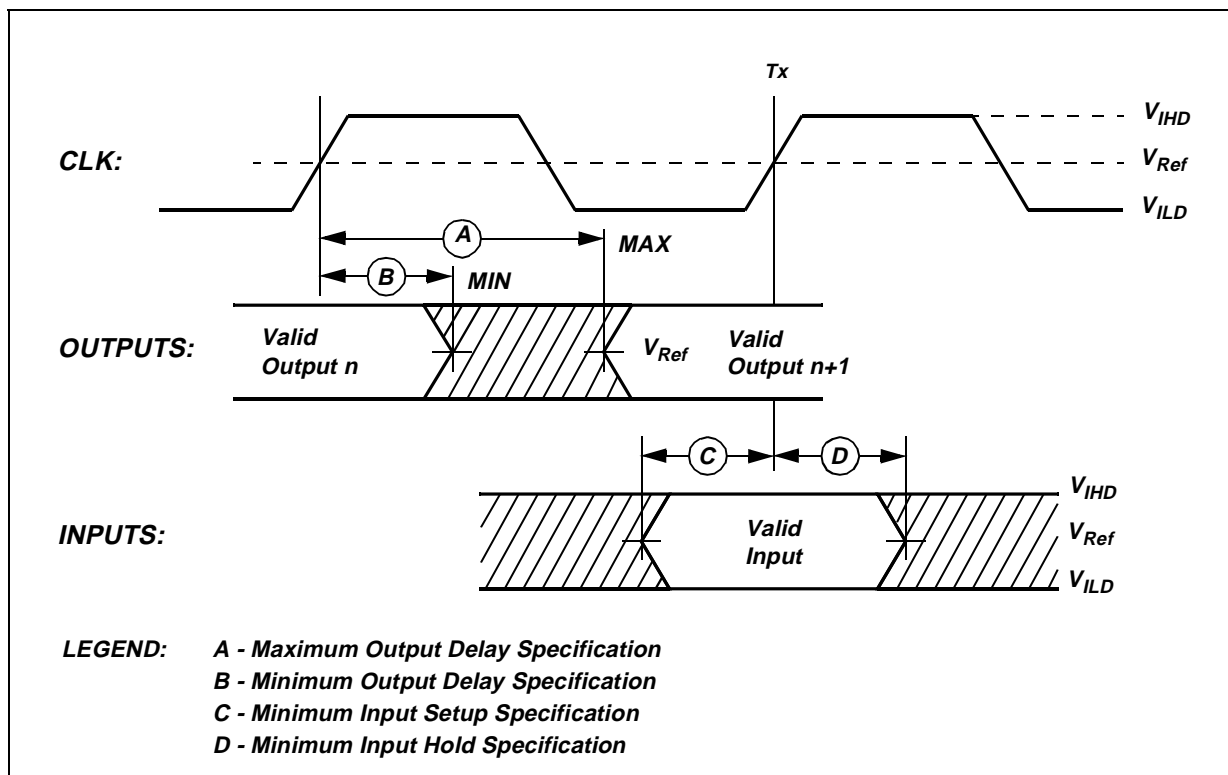 Tx
V_IHD
CLK:
V_Ref
V_ILD
A
MAX
B
MIN
OUTPUTS:
Valid
Output n
V_Ref
Valid
Output n+1
C
D
V_IHD
INPUTS:
Valid
Input
V_Ref
V_ILD
LEGEND:
A - Maximum Output Delay Specification
B - Minimum Output Delay Specification
C - Minimum Input Setup Specification
D - Minimum Input Hold Specification